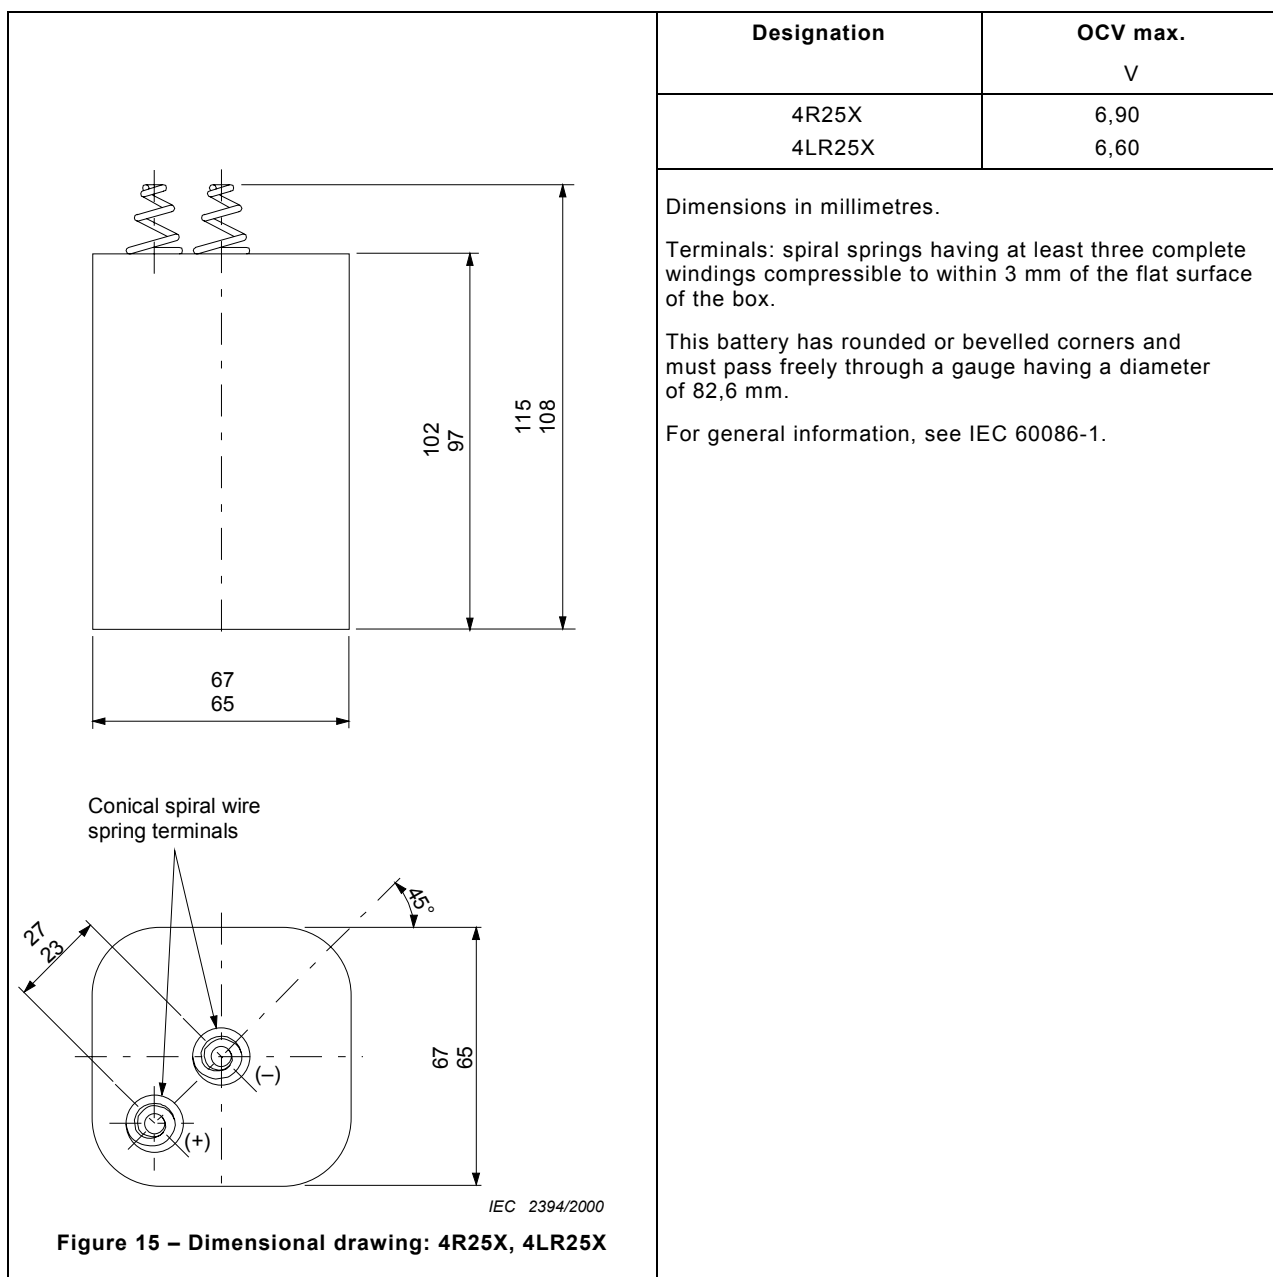 Designation
OCV max.
V
4R25X
6,90
4LR25X
6,60
Dimensions in millimetres.
Terminals: spiral springs having at least three complete
windings compressible to within 3 mm of the flat surface
of the box.
This battery has rounded or bevelled corners and
must pass freely through a gauge having a diameter
of 82,6 mm.
For general information, see IEC 60086-1.
102
97
115
108
67
65
Conical spiral wire
spring terminals
45°
27
23
67
65
(–)
(+)
IEC 2394/2000
Figure 15 – Dimensional drawing: 4R25X, 4LR25X